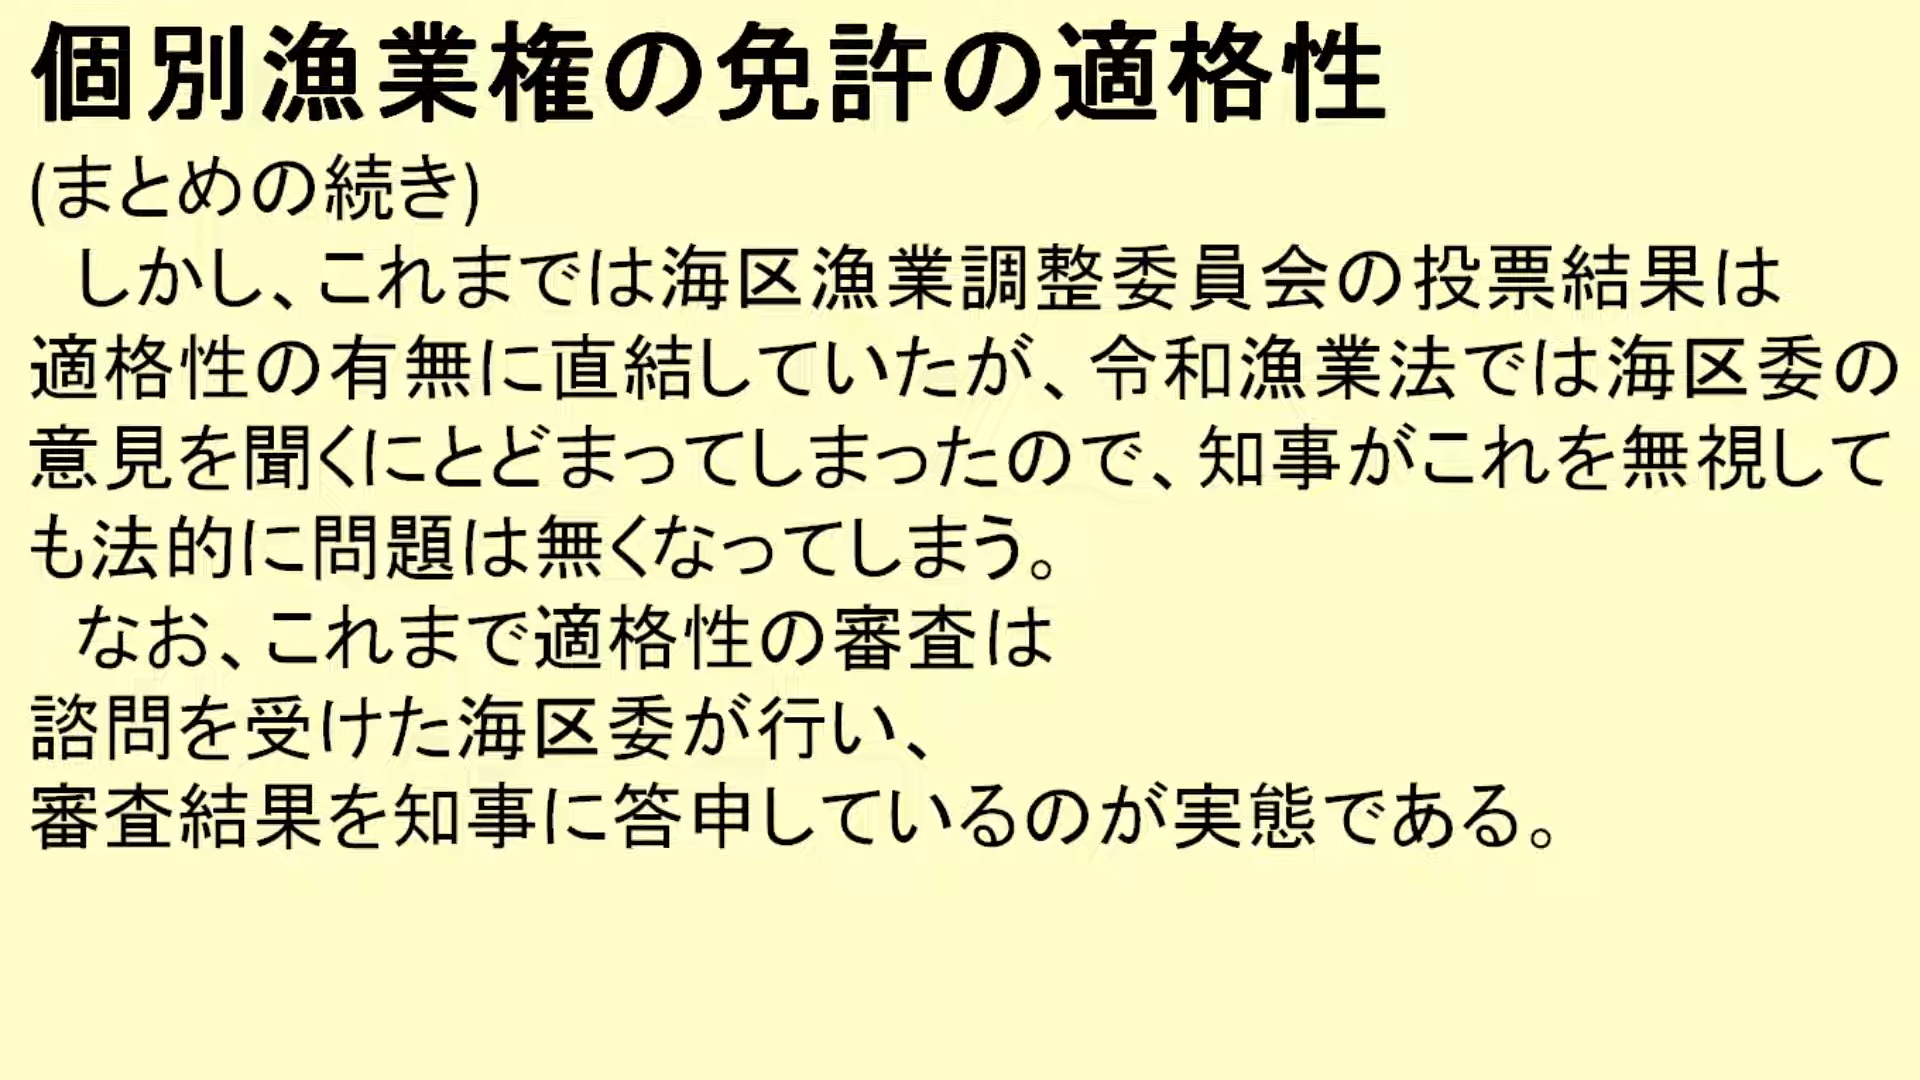 個別漁業権の免許の適格性
(まとめの続き)
しかし、これまでは海区漁業調整委員会の投票結果は
適格性の有無に直結していたが、令和漁業法では海区委の
意見を聞くにとどまってしまったので、知事がこれを無視して
も法的に問題は無くなってしまう。
なお、これまで適格性の審査は
諮問を受けた海区委が行い、
審査結果を知事に答申しているのが実態である。